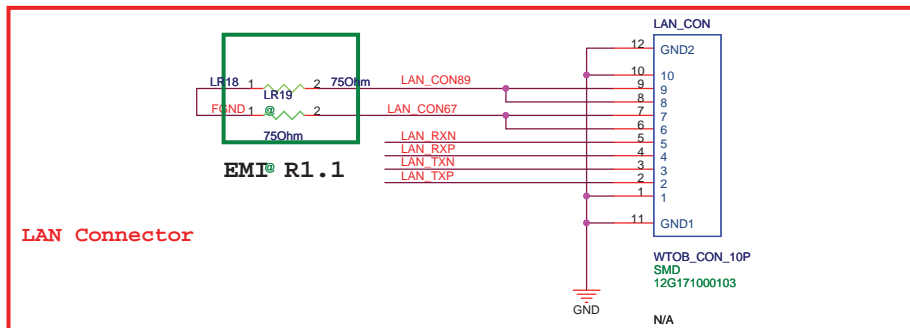 LAN_CON
12 GND2
10 10
LR18 1 2 75Ohm LAN_CON89 9 9
LR19 8 8
FGND 1 @ 2 LAN_CON67 7 7
6 6
75Ohm LAN_RXN 5 5
LAN_RXP 4 4
EMI@ R1.1 LAN_TXN 3 3
LAN_TXP 2 2
1 1
11 GND1
LAN Connector
WTOB_CON_10P
SMD
12G171000103
GND
N/A